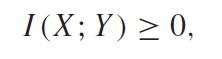 I(X; Y) ≥ 0,